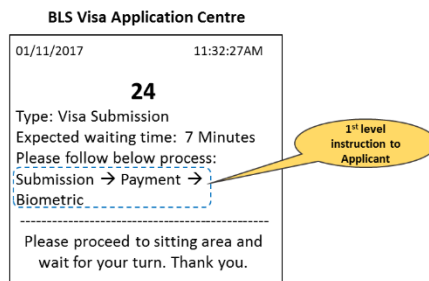 BLS Visa Application Centre
01/11/2017 11:32:27AM
24
Type: Visa Submission
Expected waiting time: 7 Minutes
Please follow below process:
Submission → Payment →
Biometric
1st level
instruction to
Applicant
Please proceed to sitting area and
wait for your turn. Thank you.